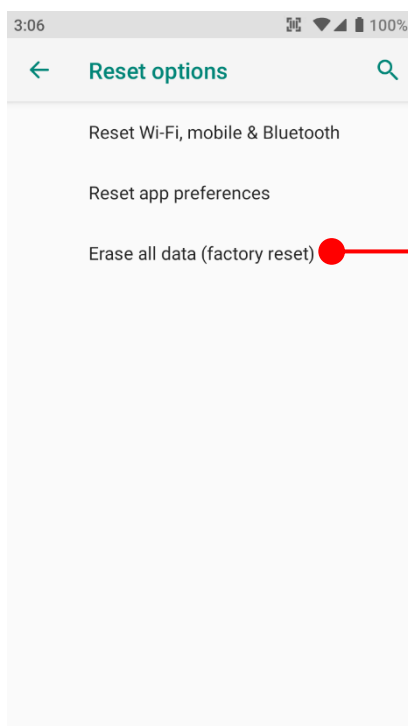 3:06 100%
Reset options
Reset Wi-Fi, mobile & Bluetooth
Reset app preferences
Erase all data (factory reset)